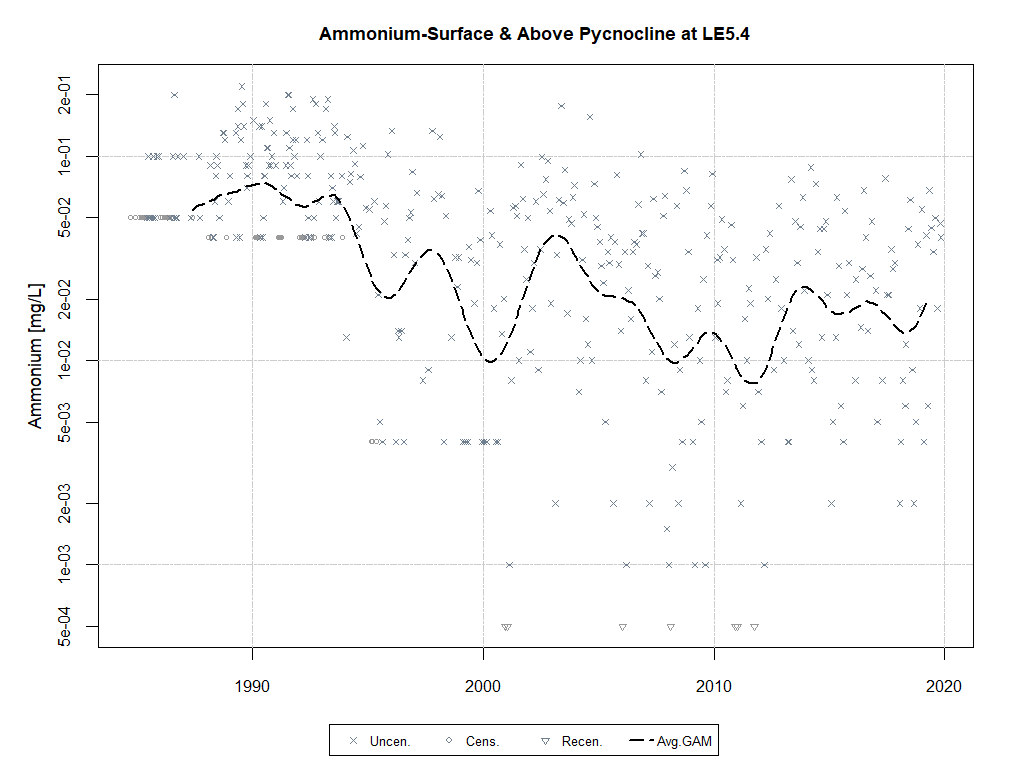 Ammonium-Surface & Above Pycnocline at LE5.4
Ammonium [mg/L]
2e-01
1e-01
5e-02
2e-02
1e-02
5e-03
2e-03
1e-03
5e-04
1990 2000 2010 2020
Uncen. Cens. Recen. Avg.GAM